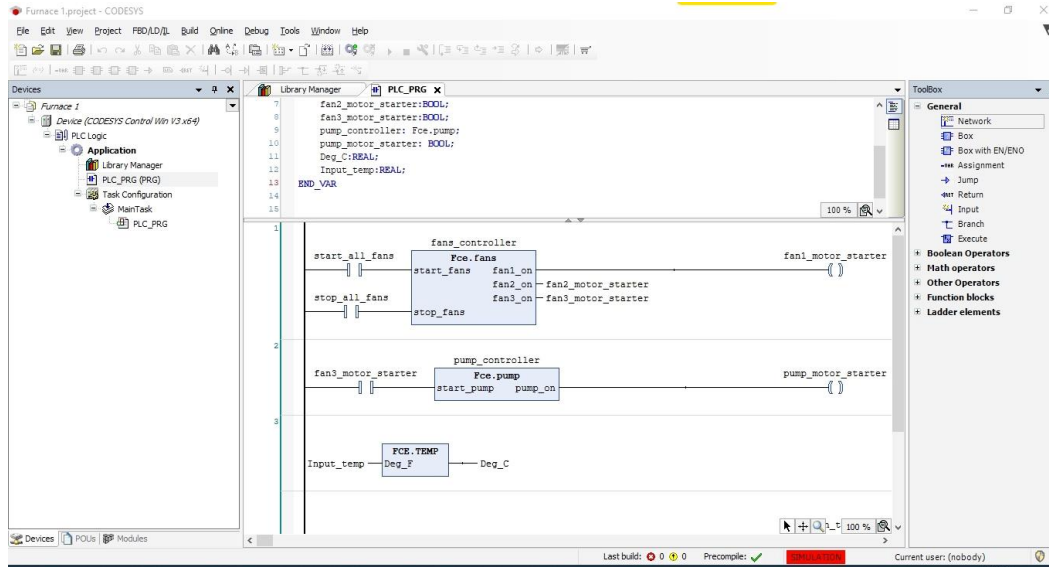 Furnace 1.project - CODESYS
File Edit View Project FBD/LD/IL Build Online Debug Tools Window Help
Devices
Furnace 1
Device (CODESYS Control Win V3 x64)
PLC Logic
Application
Library Manager
PLC_PRG (PRG)
Task Configuration
MainTask
PLC_PRG
Devices POUs Modules
Library Manager PLC_PRG
7 fan2_motor_starter:BOOL;
8 fan3_motor_starter:BOOL;
9 pump_controller: Fce.pump;
10 pump_motor_starter: BOOL;
11 Deg_C:REAL;
12 Input_temp:REAL;
13 END_VAR
14
15
100 %
1
fans_controller
start_all_fans Fce.fans fan1_motor_starter
start_fans fan1_on
fan2_on fan2_motor_starter
stop_all_fans fan3_on fan3_motor_starter
stop_fans
2
pump_controller
fan3_motor_starter Fce.pump pump_motor_starter
start_pump pump_on
3
FCE.TEMP
Input_temp Deg_F Deg_C
100 %
ToolBox
General
Network
Box
Box with EN/ENO
Assignment
Jump
Return
Input
Branch
Execute
Boolean Operators
Math operators
Other Operators
Function blocks
Ladder elements
Last build: 0 0 Precompile: SIMULATION Current user: (nobody)